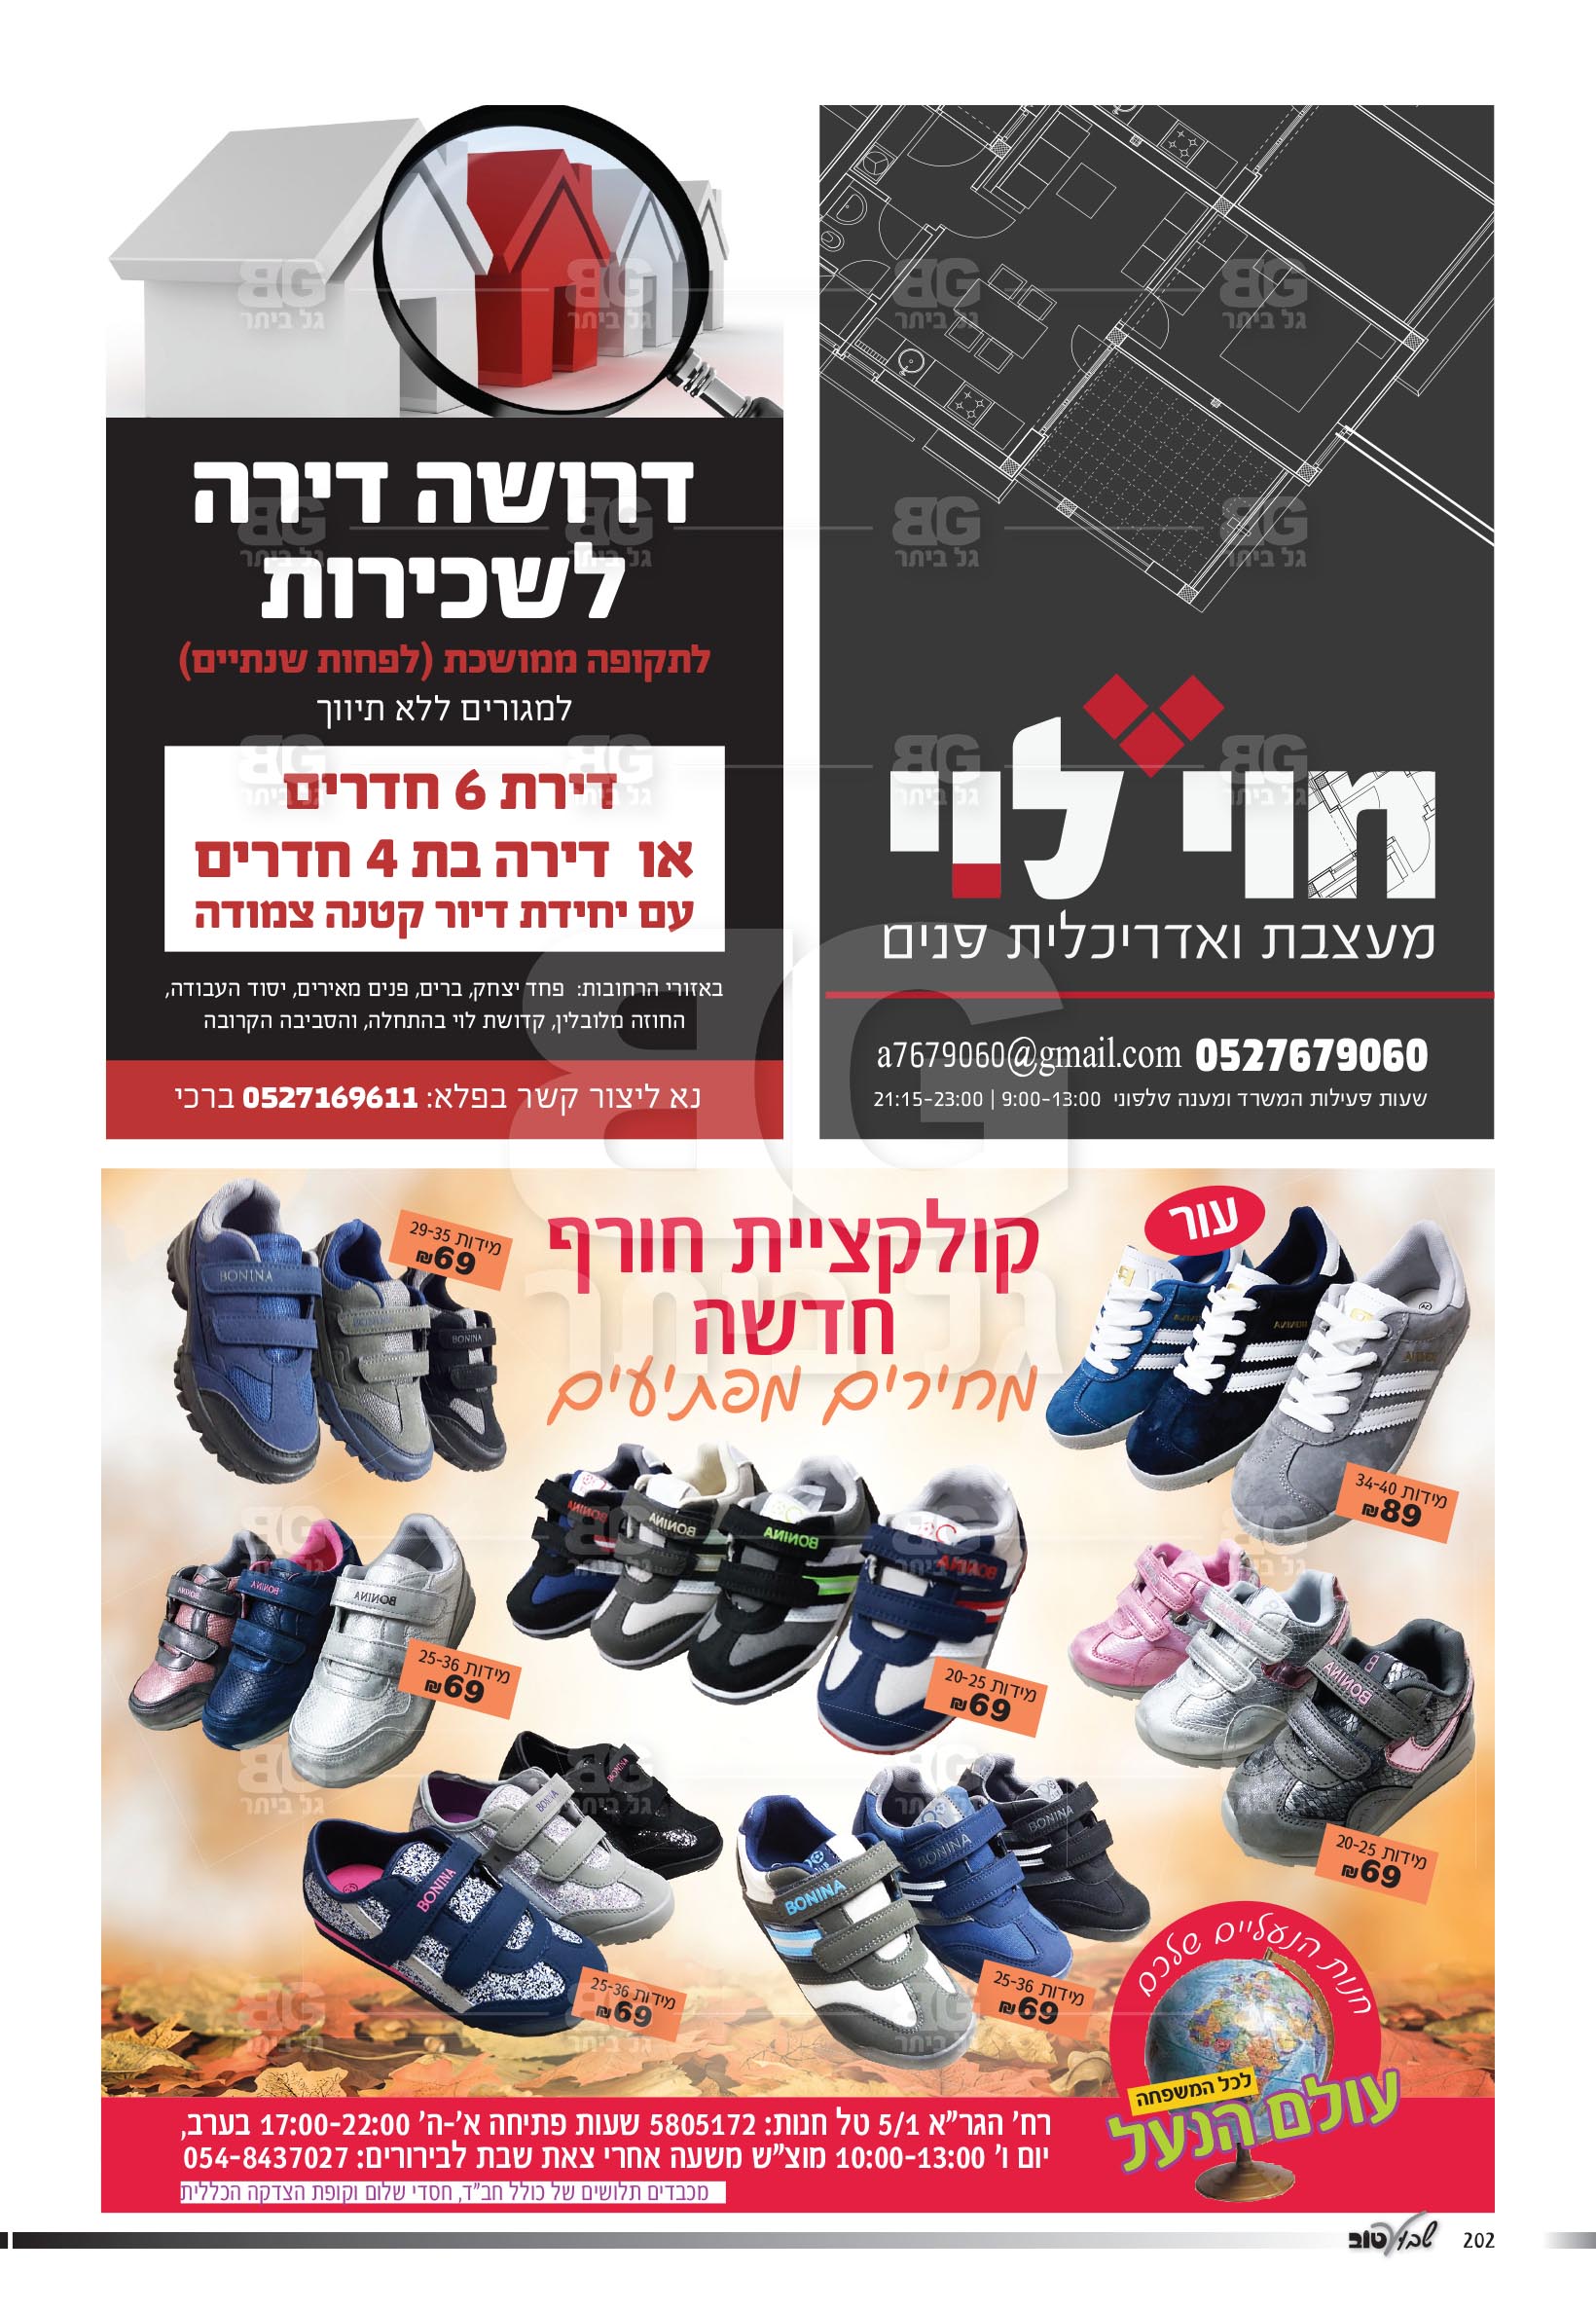 מוי לוי
מעצבת ואדריכלית פנים
0527679060 a7679060@gmail.com
שעות פעילות המשרד ומענה טלפוני 9:00-13:00 | 21:15-23:00
דרושה דירה
לשכירות
לתקופה ממושכת (לפחות שנתיים)
למגורים ללא תיווך
דירת 6 חדרים
או דירה בת 4 חדרים
עם יחידת דיור קטנה צמודה
באזורי הרחובות: פחד יצחק, ברים, פנים מאירים, יסוד העבודה,
החוזה מלובלין, קדושת לוי בהתחלה, והסביבה הקרובה
נא ליצור קשר בפלא: 0527169611 ברכי
קולקציית חורף
חדשה
מחירים מפתיעים
עור
מידות 34-40
89₪
מידות 29-35
69₪
מידות 25-36
69₪
מידות 20-25
69₪
מידות 20-25
69₪
מידות 25-36
69₪
מידות 25-36
69₪
BONINA
חנות הנעליים שלכם
לכל המשפחה
עולם הנעל
רח' הגר"א 5/1 טל חנות: 5805172 שעות פתיחה א'-ה' 17:00-22:00 בערב,
יום ו' 10:00-13:00 מוצ"ש משעה אחרי צאת שבת לבירורים: 054-8437027
מכבדים תלושים של כולל חב"ד, חסדי שלום וקופת הצדקה הכללית
202 שבוע טוב
BG
גל ביתר